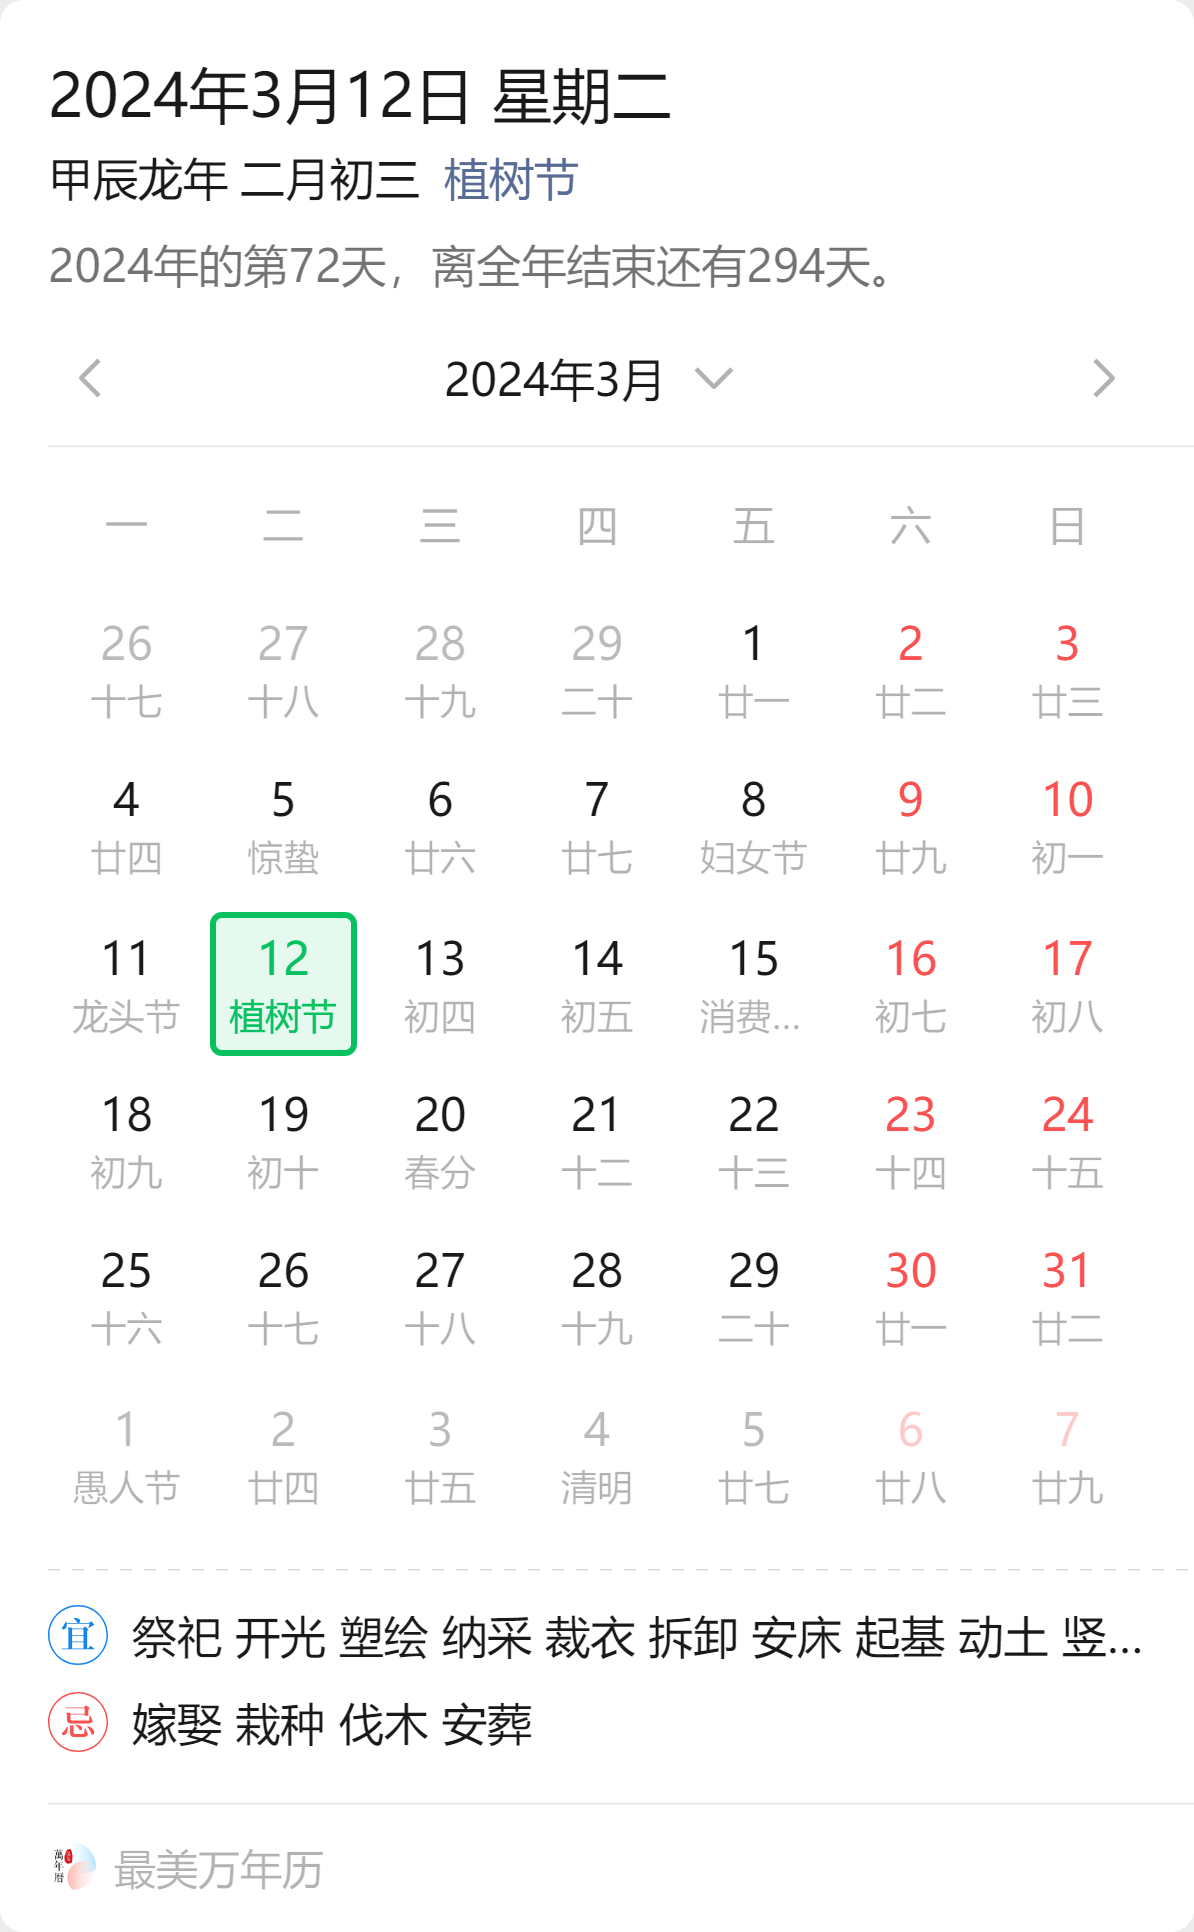 2024年3月12日 星期二
甲辰龙年 二月初三 植树节
2024年的第72天，离全年结束还有294天。
2024年3月
一 二 三 四 五 六 日
26 27 28 29 1 2 3
十七 十八 十九 二十 廿一 廿二 廿三
4 5 6 7 8 9 10
廿四 惊蛰 廿六 廿七 妇女节 廿九 初一
11 12 13 14 15 16 17
龙头节 植树节 初四 初五 消费... 初七 初八
18 19 20 21 22 23 24
初九 初十 春分 十二 十三 十四 十五
25 26 27 28 29 30 31
十六 十七 十八 十九 二十 廿一 廿二
1 2 3 4 5 6 7
愚人节 廿四 廿五 清明 廿七 廿八 廿九
宜 祭祀 开光 塑绘 纳采 裁衣 拆卸 安床 起基 动土 竖...
忌 嫁娶 栽种 伐木 安葬
萬年暦 最美万年历